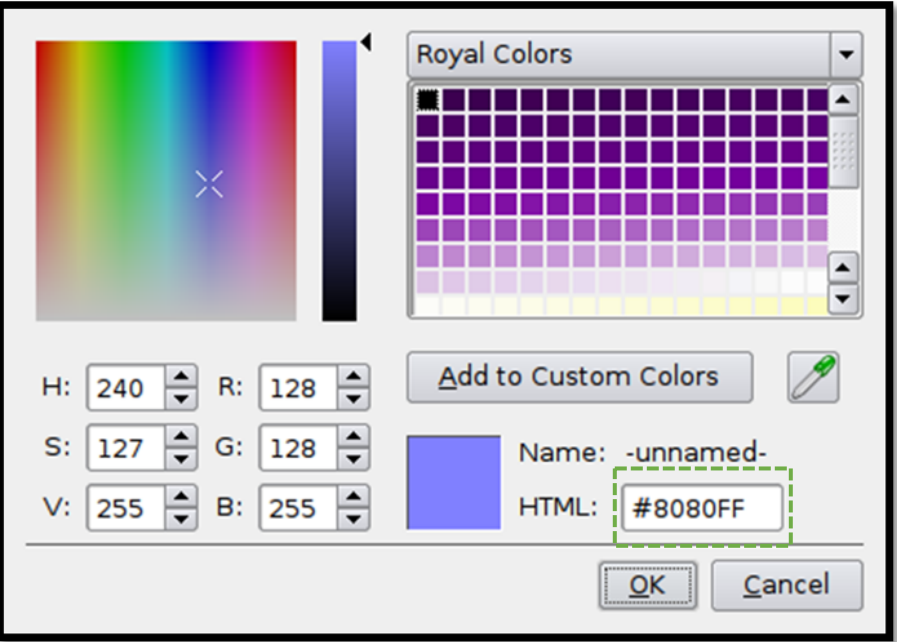 Royal Colors
Add to Custom Colors
H: 240 R: 128
S: 127 G: 128
V: 255 B: 255
Name: -unnamed-
HTML: #8080FF
OK Cancel